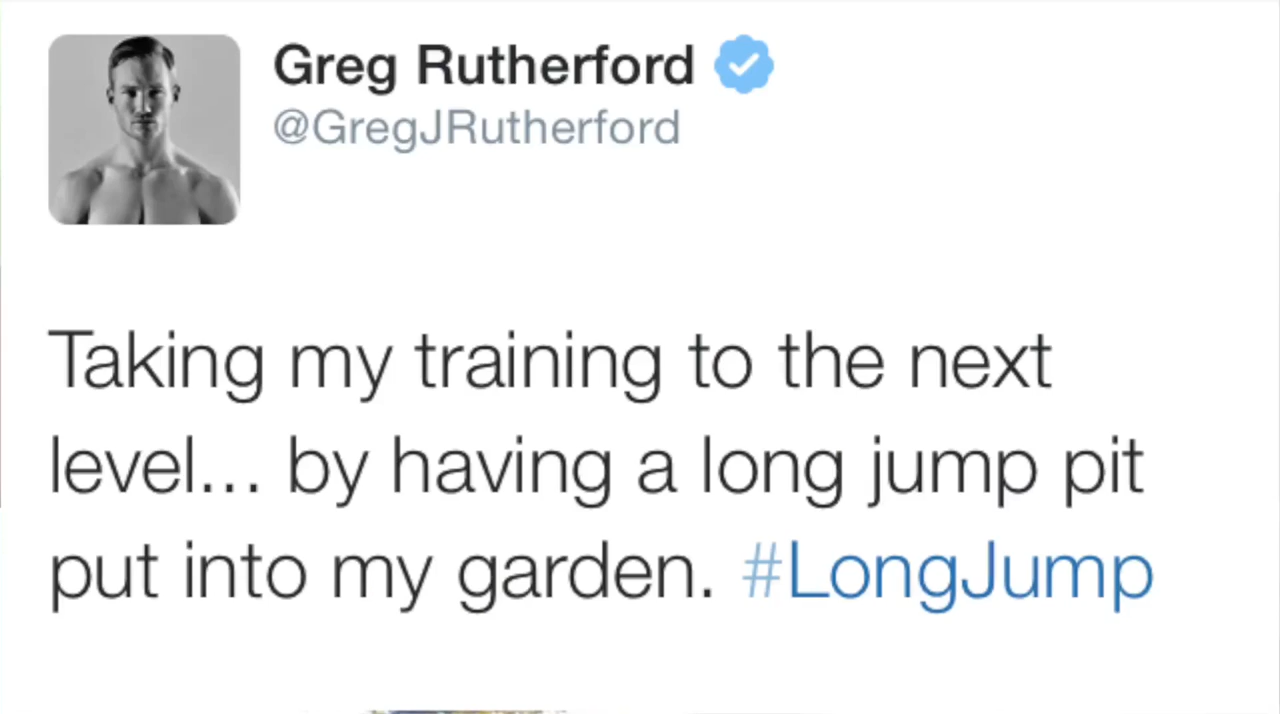 Greg Rutherford
@GregJRutherford
Taking my training to the next
level... by having a long jump pit
put into my garden. #LongJump